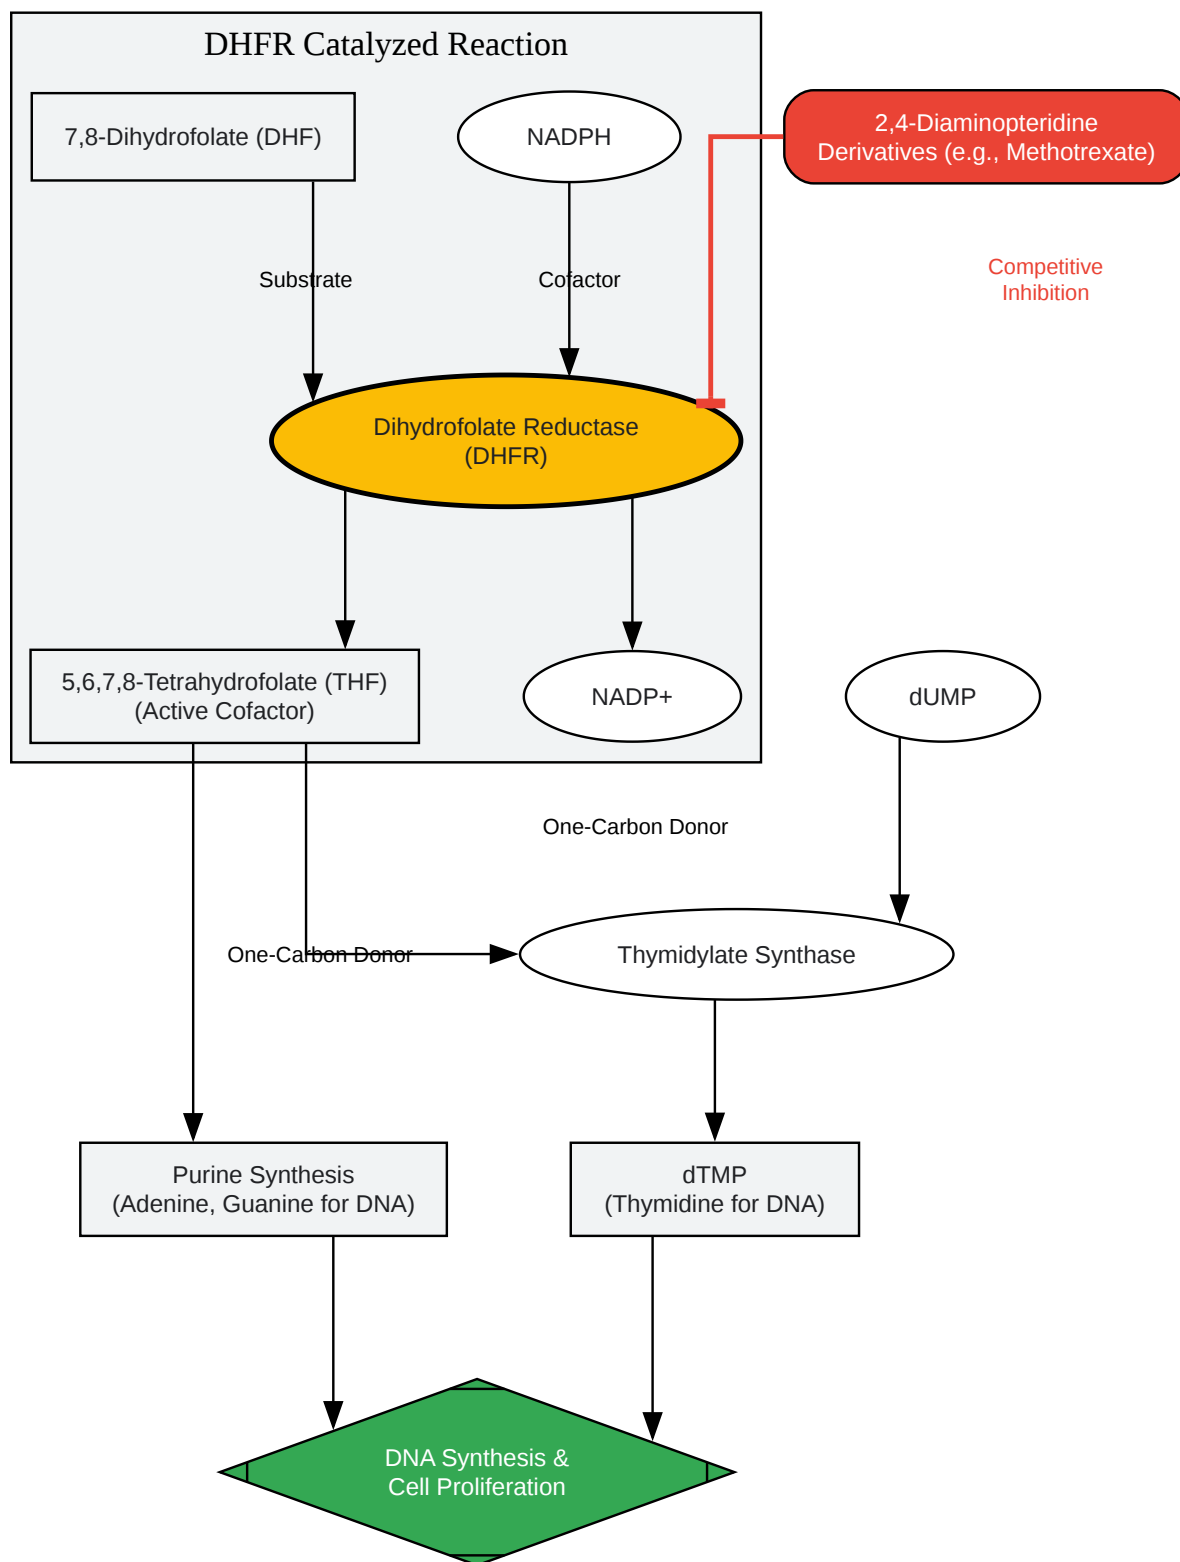 DHFR Catalyzed Reaction
7,8-Dihydrofolate (DHF)
NADPH
2,4-Diaminopteridine
Derivatives (e.g., Methotrexate)
Substrate
Cofactor
Competitive
Inhibition
Dihydrofolate Reductase
(DHFR)
5,6,7,8-Tetrahydrofolate (THF)
(Active Cofactor)
NADP+
dUMP
One-Carbon Donor
One-Carbon Donor
Thymidylate Synthase
Purine Synthesis
(Adenine, Guanine for DNA)
dTMP
(Thymidine for DNA)
DNA Synthesis &
Cell Proliferation